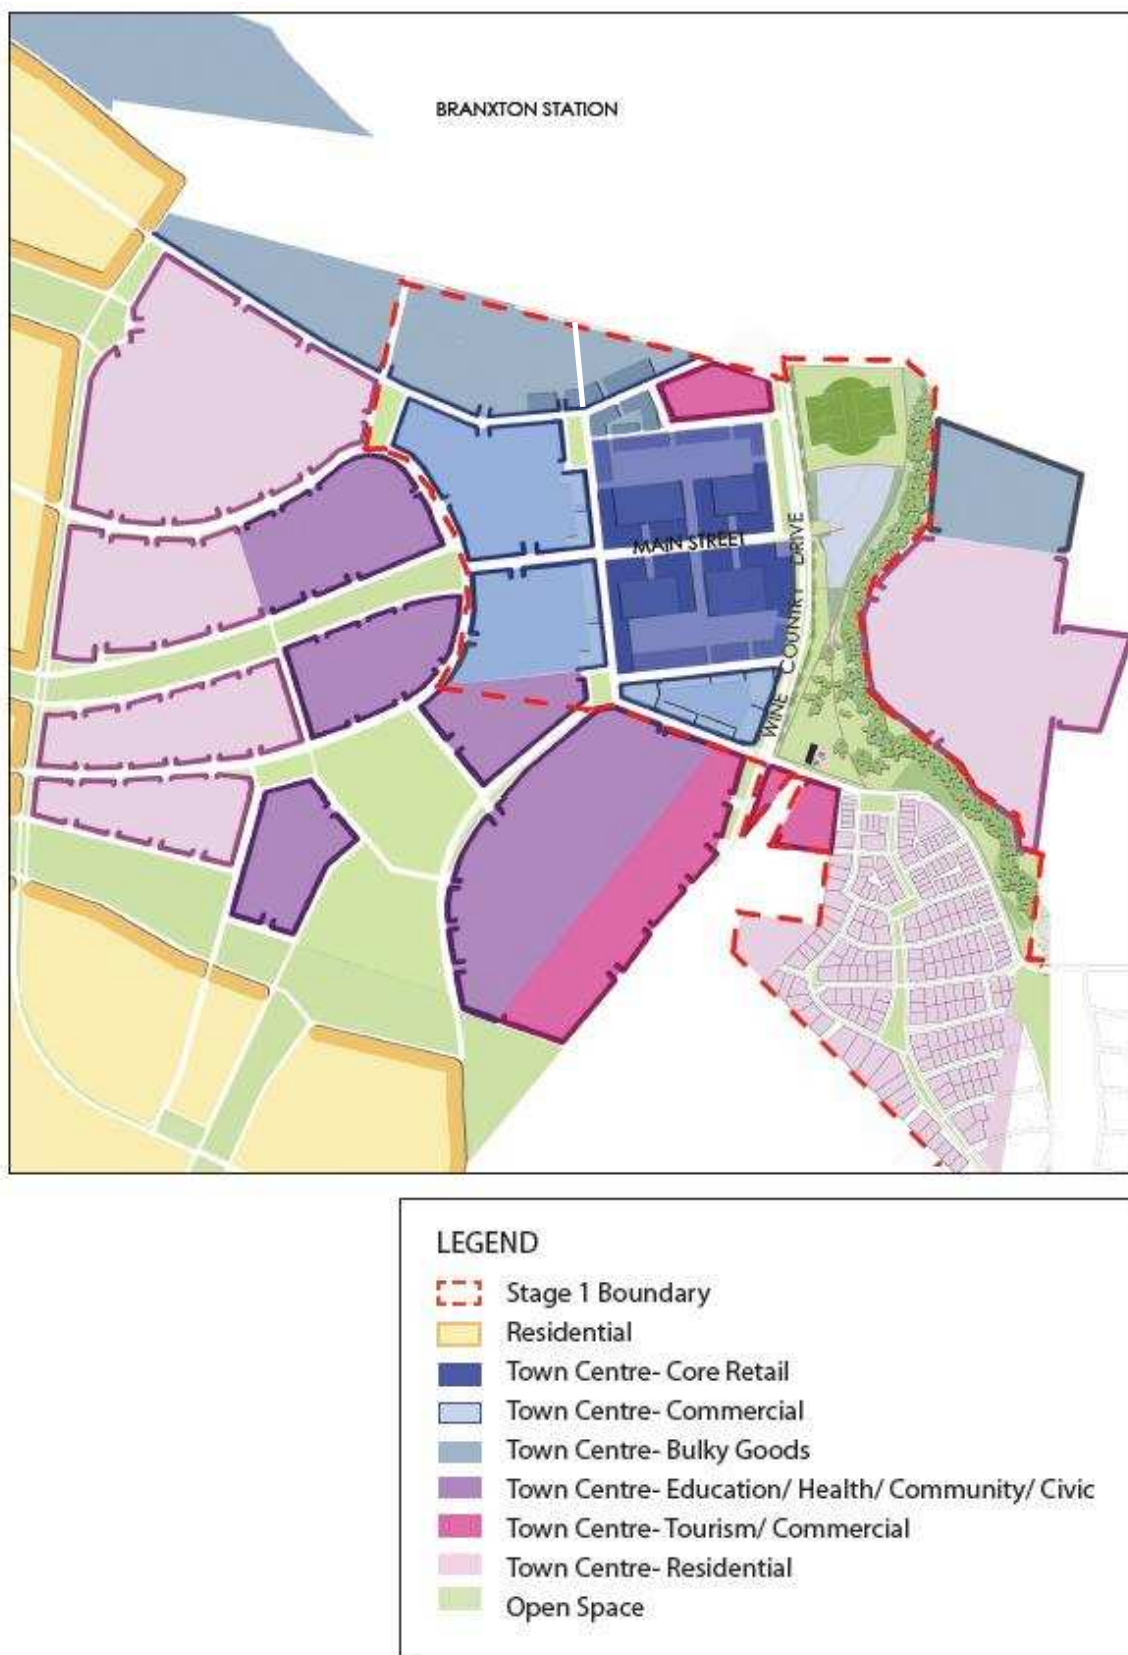 BRANXTON STATION
MAIN STREET
WINE COUNTRY DRIVE
LEGEND
Stage 1 Boundary
Residential
Town Centre- Core Retail
Town Centre- Commercial
Town Centre- Bulky Goods
Town Centre- Education/ Health/ Community/ Civic
Town Centre- Tourism/ Commercial
Town Centre- Residential
Open Space